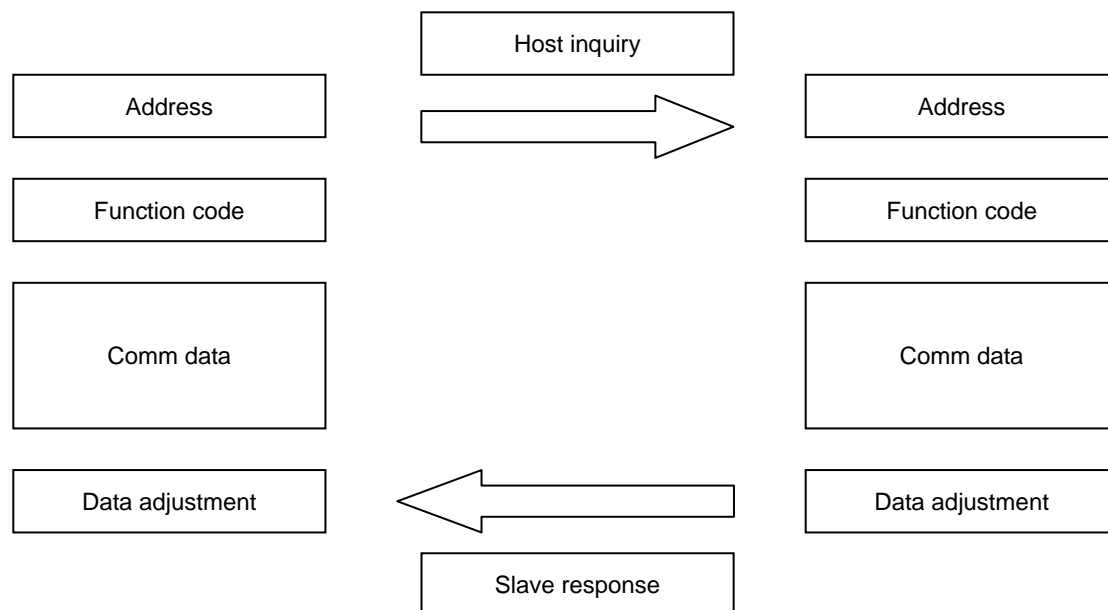 Host inquiry
Address
Address
Function code
Function code
Comm data
Comm data
Data adjustment
Data adjustment
Slave response